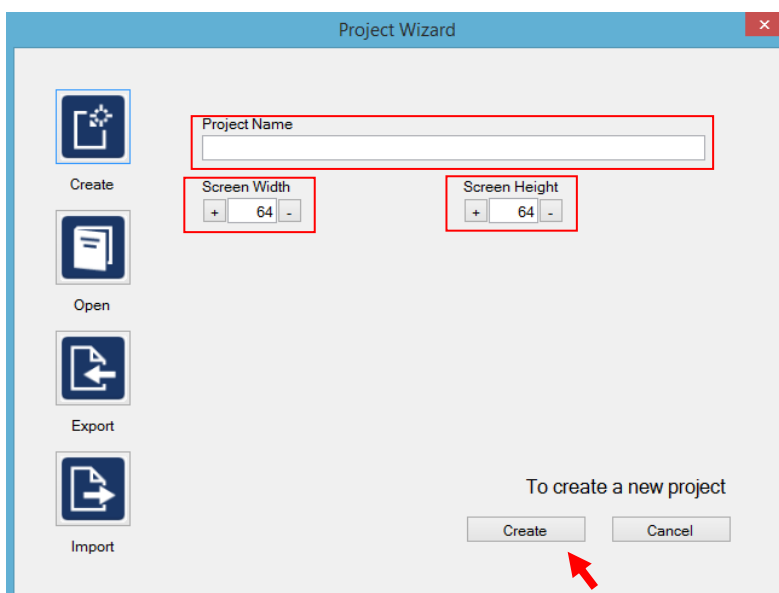 Project Wizard
Create
Open
Export
Import
Project Name
Screen Width
+ 64 -
Screen Height
+ 64 -
To create a new project
Create
Cancel